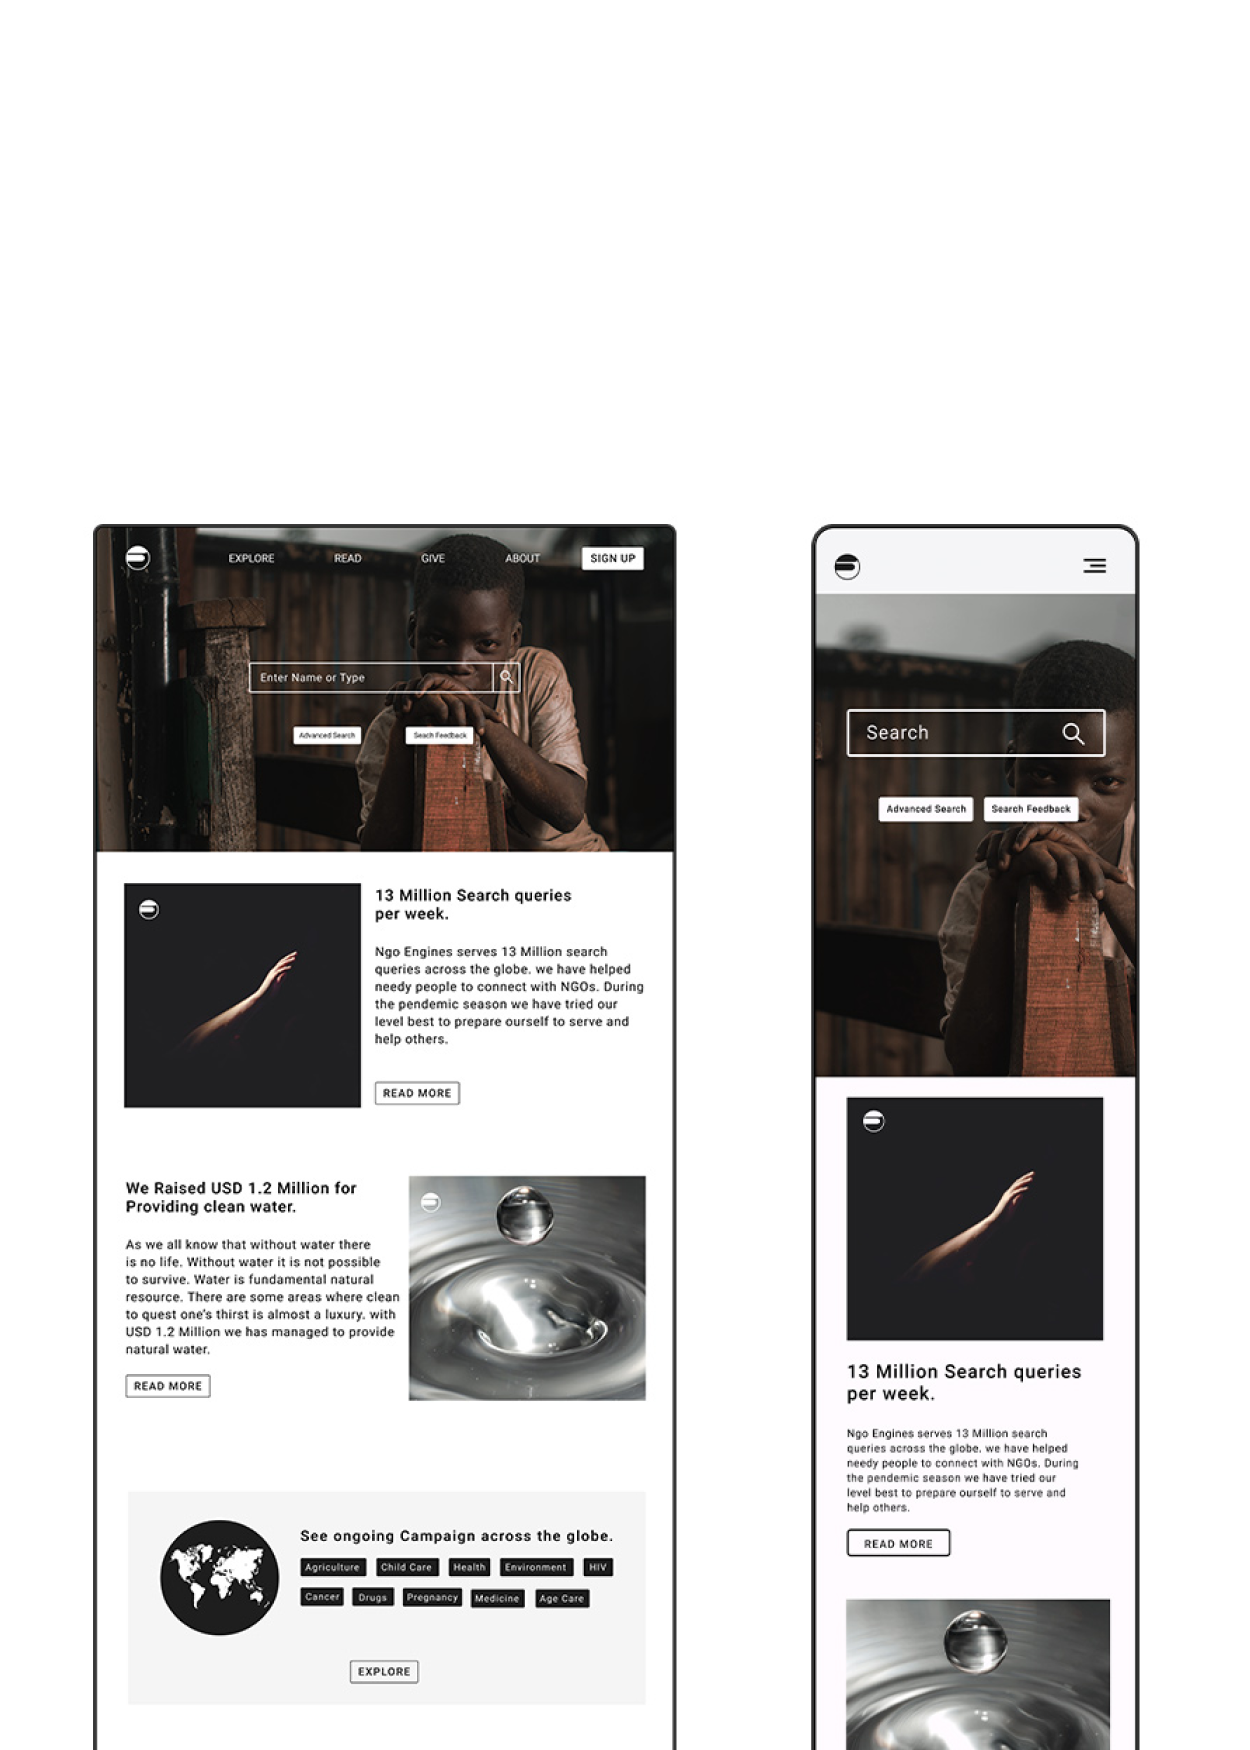 EXPLORE READ GIVE ABOUT SIGN UP
Enter Name or Type
Advanced Search Seach Feedback
13 Million Search queries
per week.
Ngo Engines serves 13 Million search
queries across the globe. we have helped
needy people to connect with NGOs. During
the pendemic season we have tried our
level best to prepare ourself to serve and
help others.
READ MORE
We Raised USD 1.2 Million for
Providing clean water.
As we all know that without water there
is no life. Without water it is not possible
to survive. Water is fundamental natural
resource. There are some areas where clean
to quest one's thirst is almost a luxury. with
USD 1.2 Million we has managed to provide
natural water.
READ MORE
See ongoing Campaign across the globe.
Agriculture Child Care Health Environment HIV
Cancer Drugs Pregnancy Medicine Age Care
EXPLORE
Search
Advanced Search Search Feedback
13 Million Search queries
per week.
Ngo Engines serves 13 Million search
queries across the globe. we have helped
needy people to connect with NGOs. During
the pendemic season we have tried our
level best to prepare ourself to serve and
help others.
READ MORE